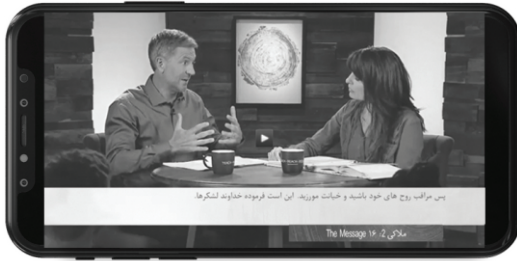 پس مراقب روح های خود باشید و خیانت مورزید. این است فرموده خداوند لشکرها.
ملاکی 2، ۱۶ The Message